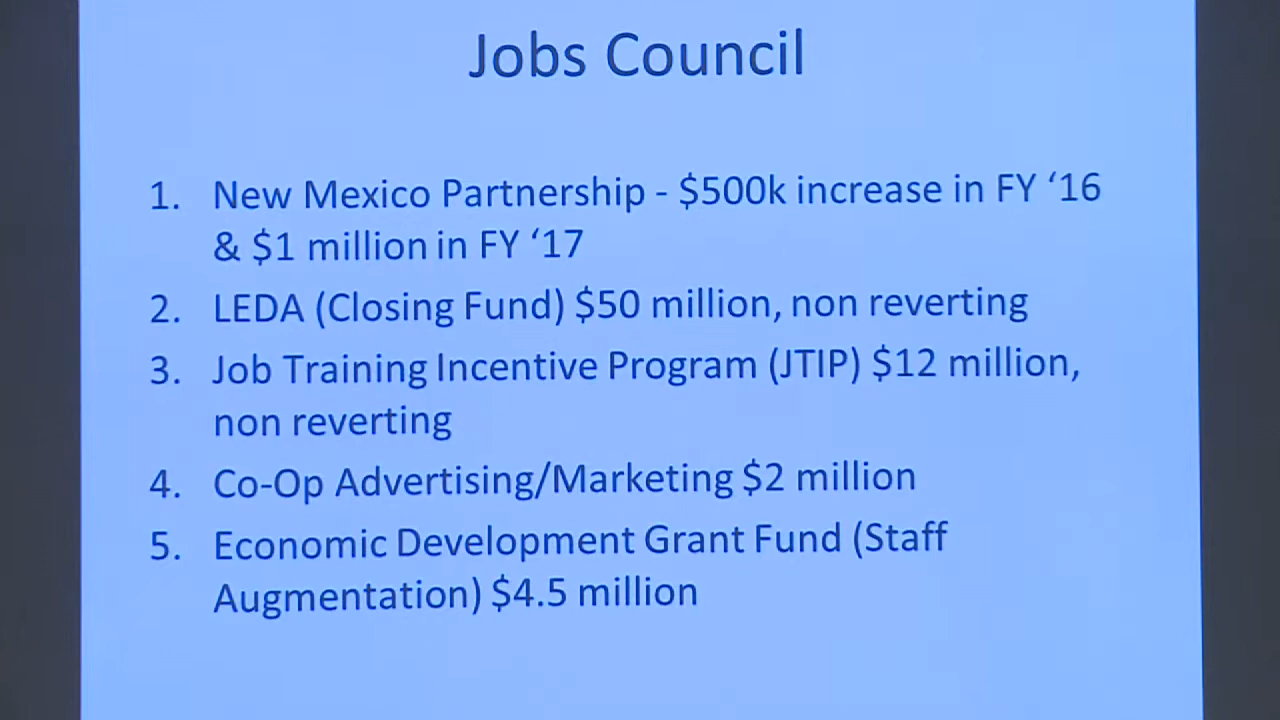 Jobs Council
1. New Mexico Partnership - $500k increase in FY ‘16
& $1 million in FY ‘17
2. LEDA (Closing Fund) $50 million, non reverting
3. Job Training Incentive Program (JTIP) $12 million,
non reverting
4. Co-Op Advertising/Marketing $2 million
5. Economic Development Grant Fund (Staff
Augmentation) $4.5 million